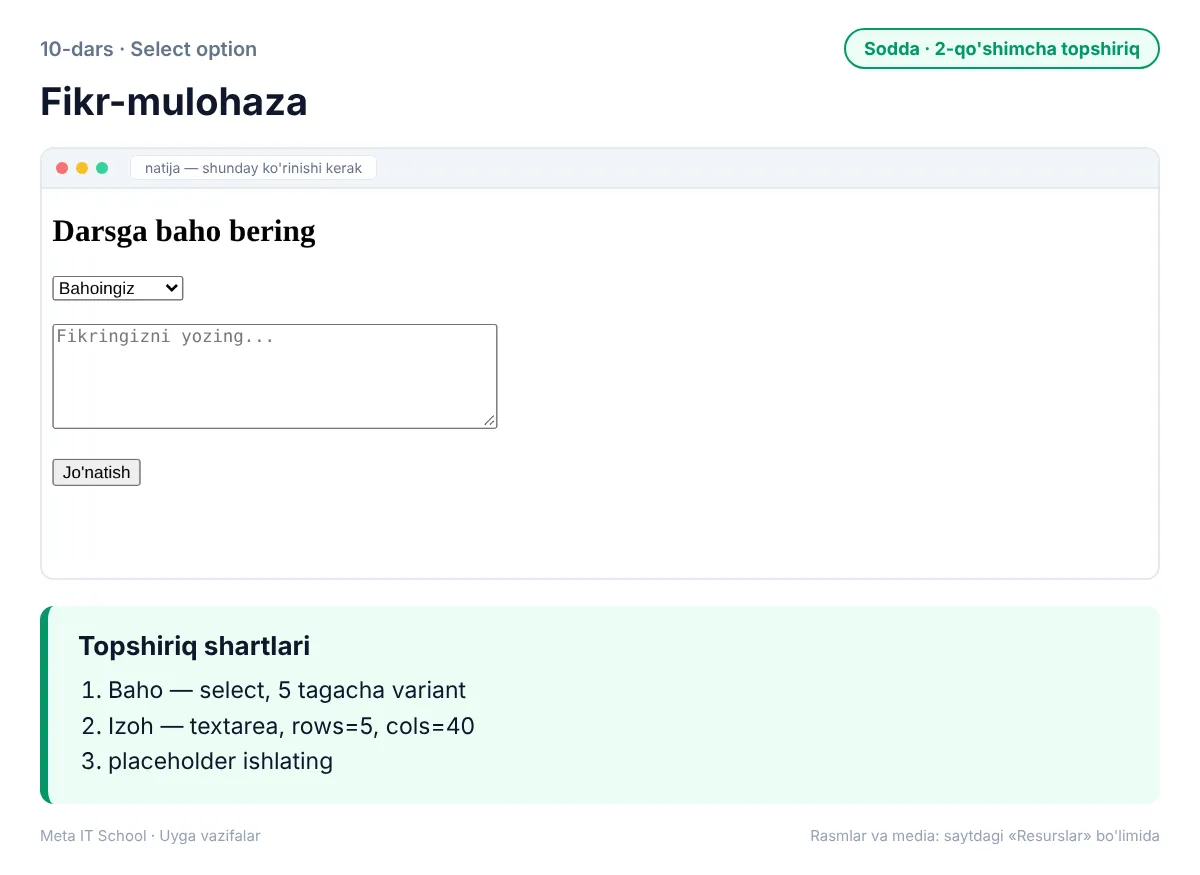 10-dars · Select option
Sodda · 2-qo'shimcha topshiriq
Fikr-mulohaza
natija — shunday ko'rinishi kerak
Darsga baho bering
Bahoingiz
Fikringizni yozing...
Jo'natish
Topshiriq shartlari
1. Baho — select, 5 tagacha variant
2. Izoh — textarea, rows=5, cols=40
3. placeholder ishlating
Meta IT School · Uyga vazifalar
Rasmlar va media: saytdagi «Resurslar» bo'limida